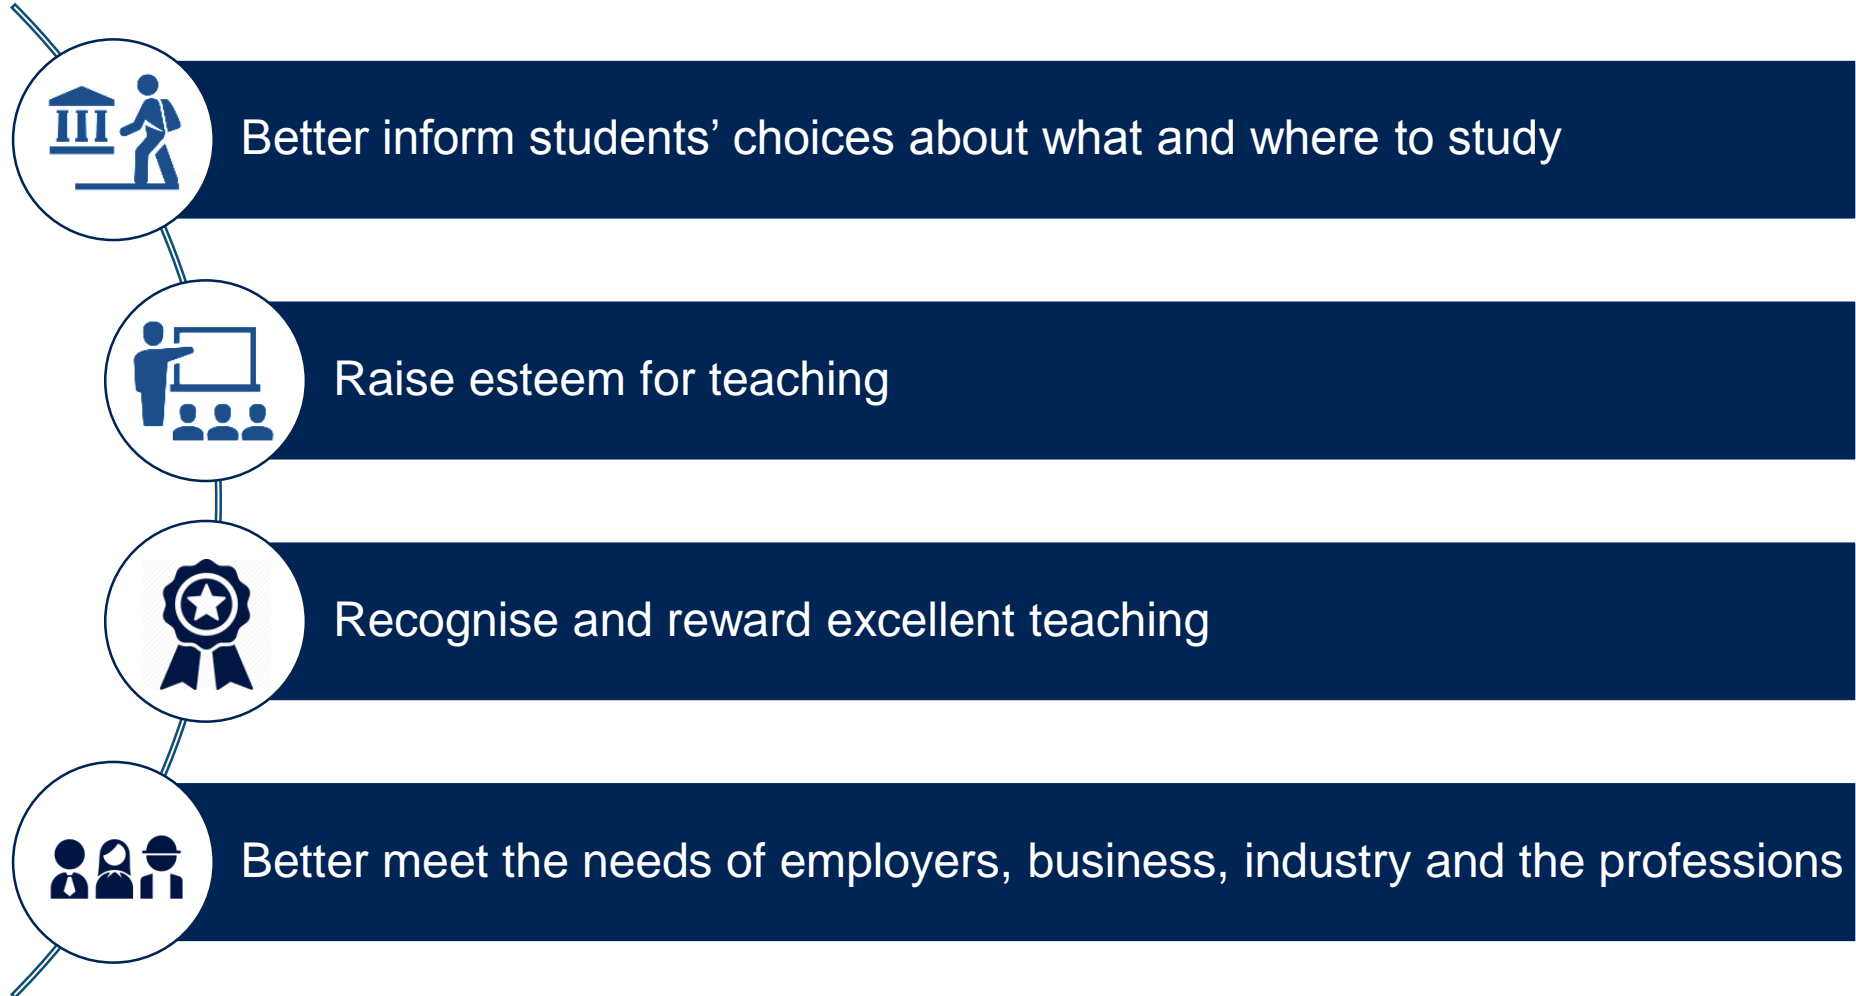 Better inform students’ choices about what and where to study
Raise esteem for teaching
Recognise and reward excellent teaching
Better meet the needs of employers, business, industry and the professions